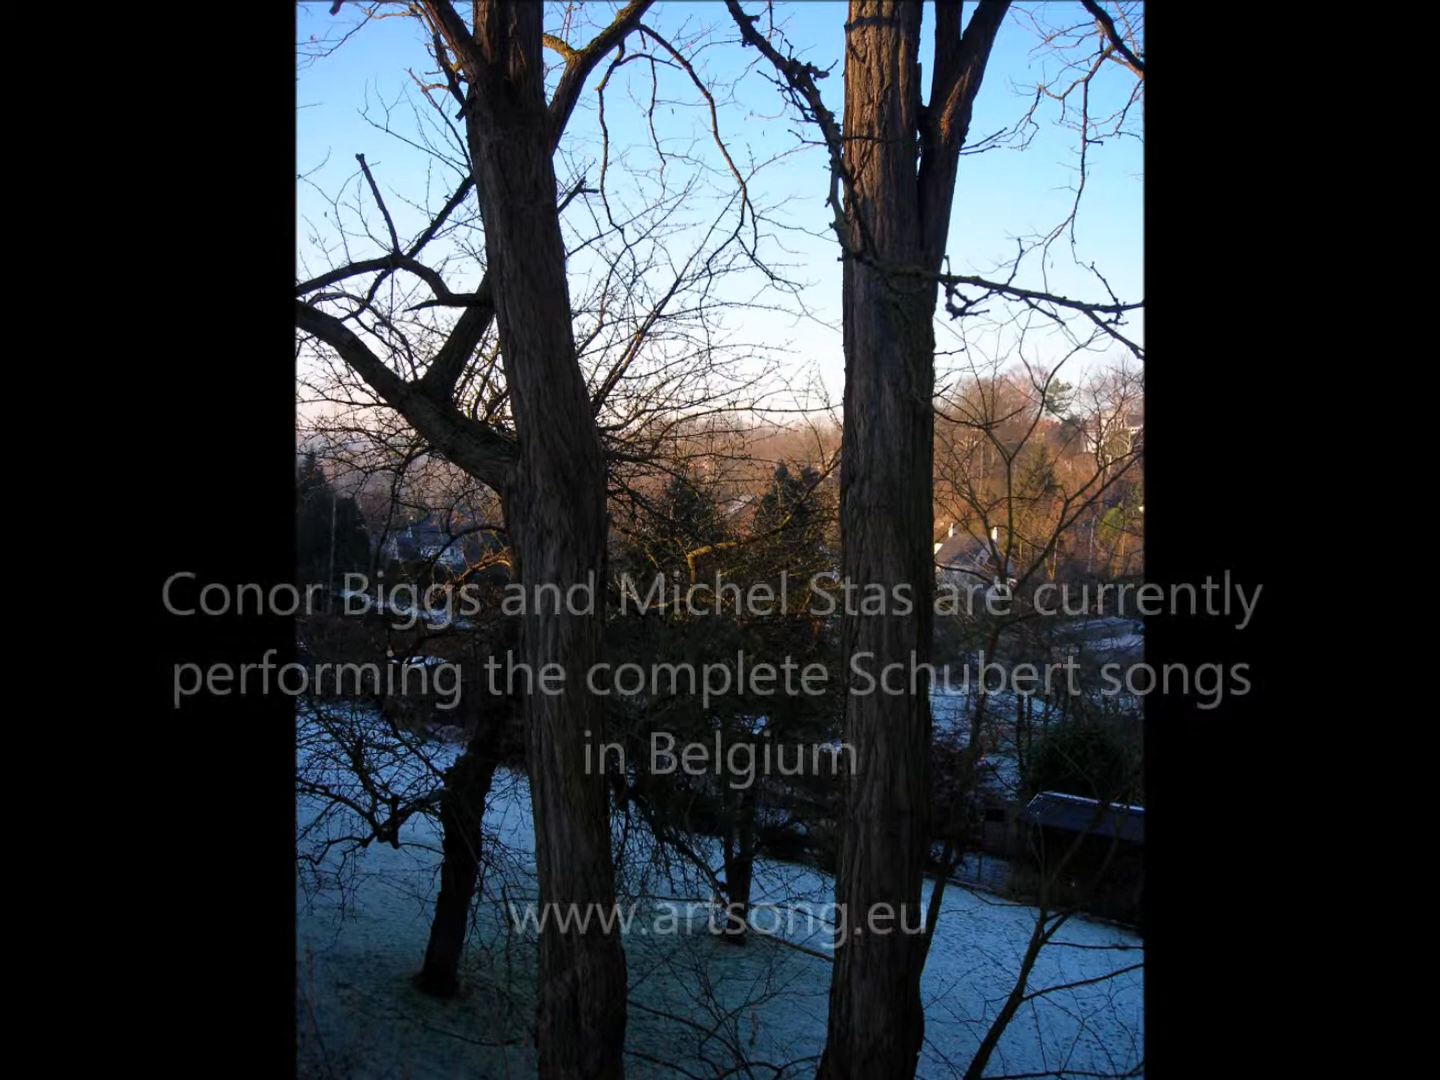 Conor Biggs and Michel Stas are currently
performing the complete Schubert songs
in Belgium
www.artsong.eu